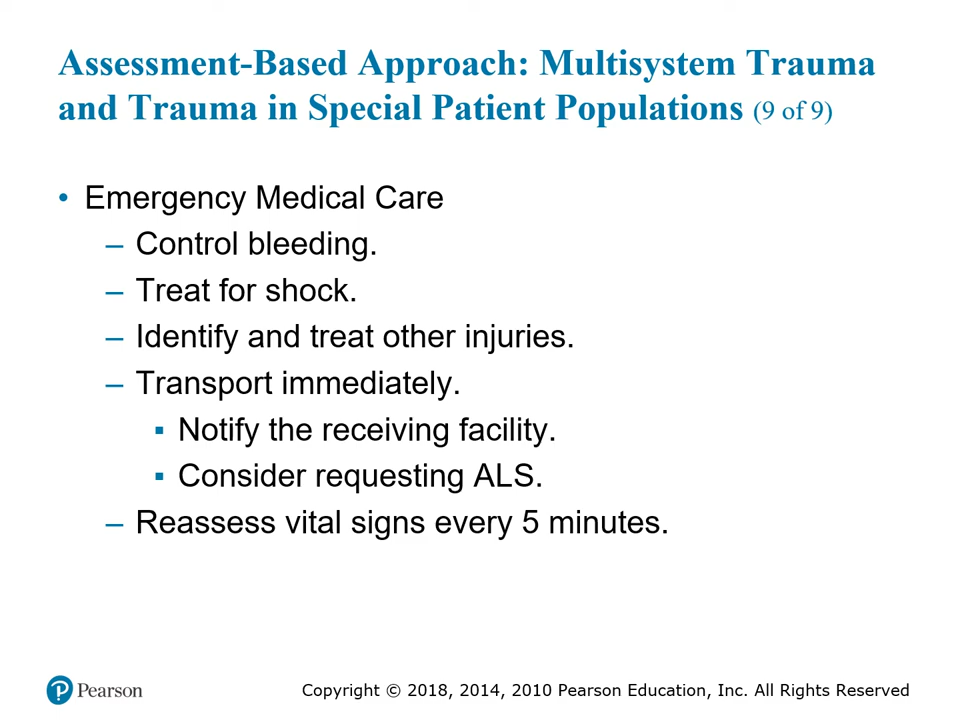 Assessment-Based Approach: Multisystem Trauma
and Trauma in Special Patient Populations (9 of 9)
• Emergency Medical Care
– Control bleeding.
– Treat for shock.
– Identify and treat other injuries.
– Transport immediately.
▪ Notify the receiving facility.
▪ Consider requesting ALS.
– Reassess vital signs every 5 minutes.
P Pearson
Copyright © 2018, 2014, 2010 Pearson Education, Inc. All Rights Reserved